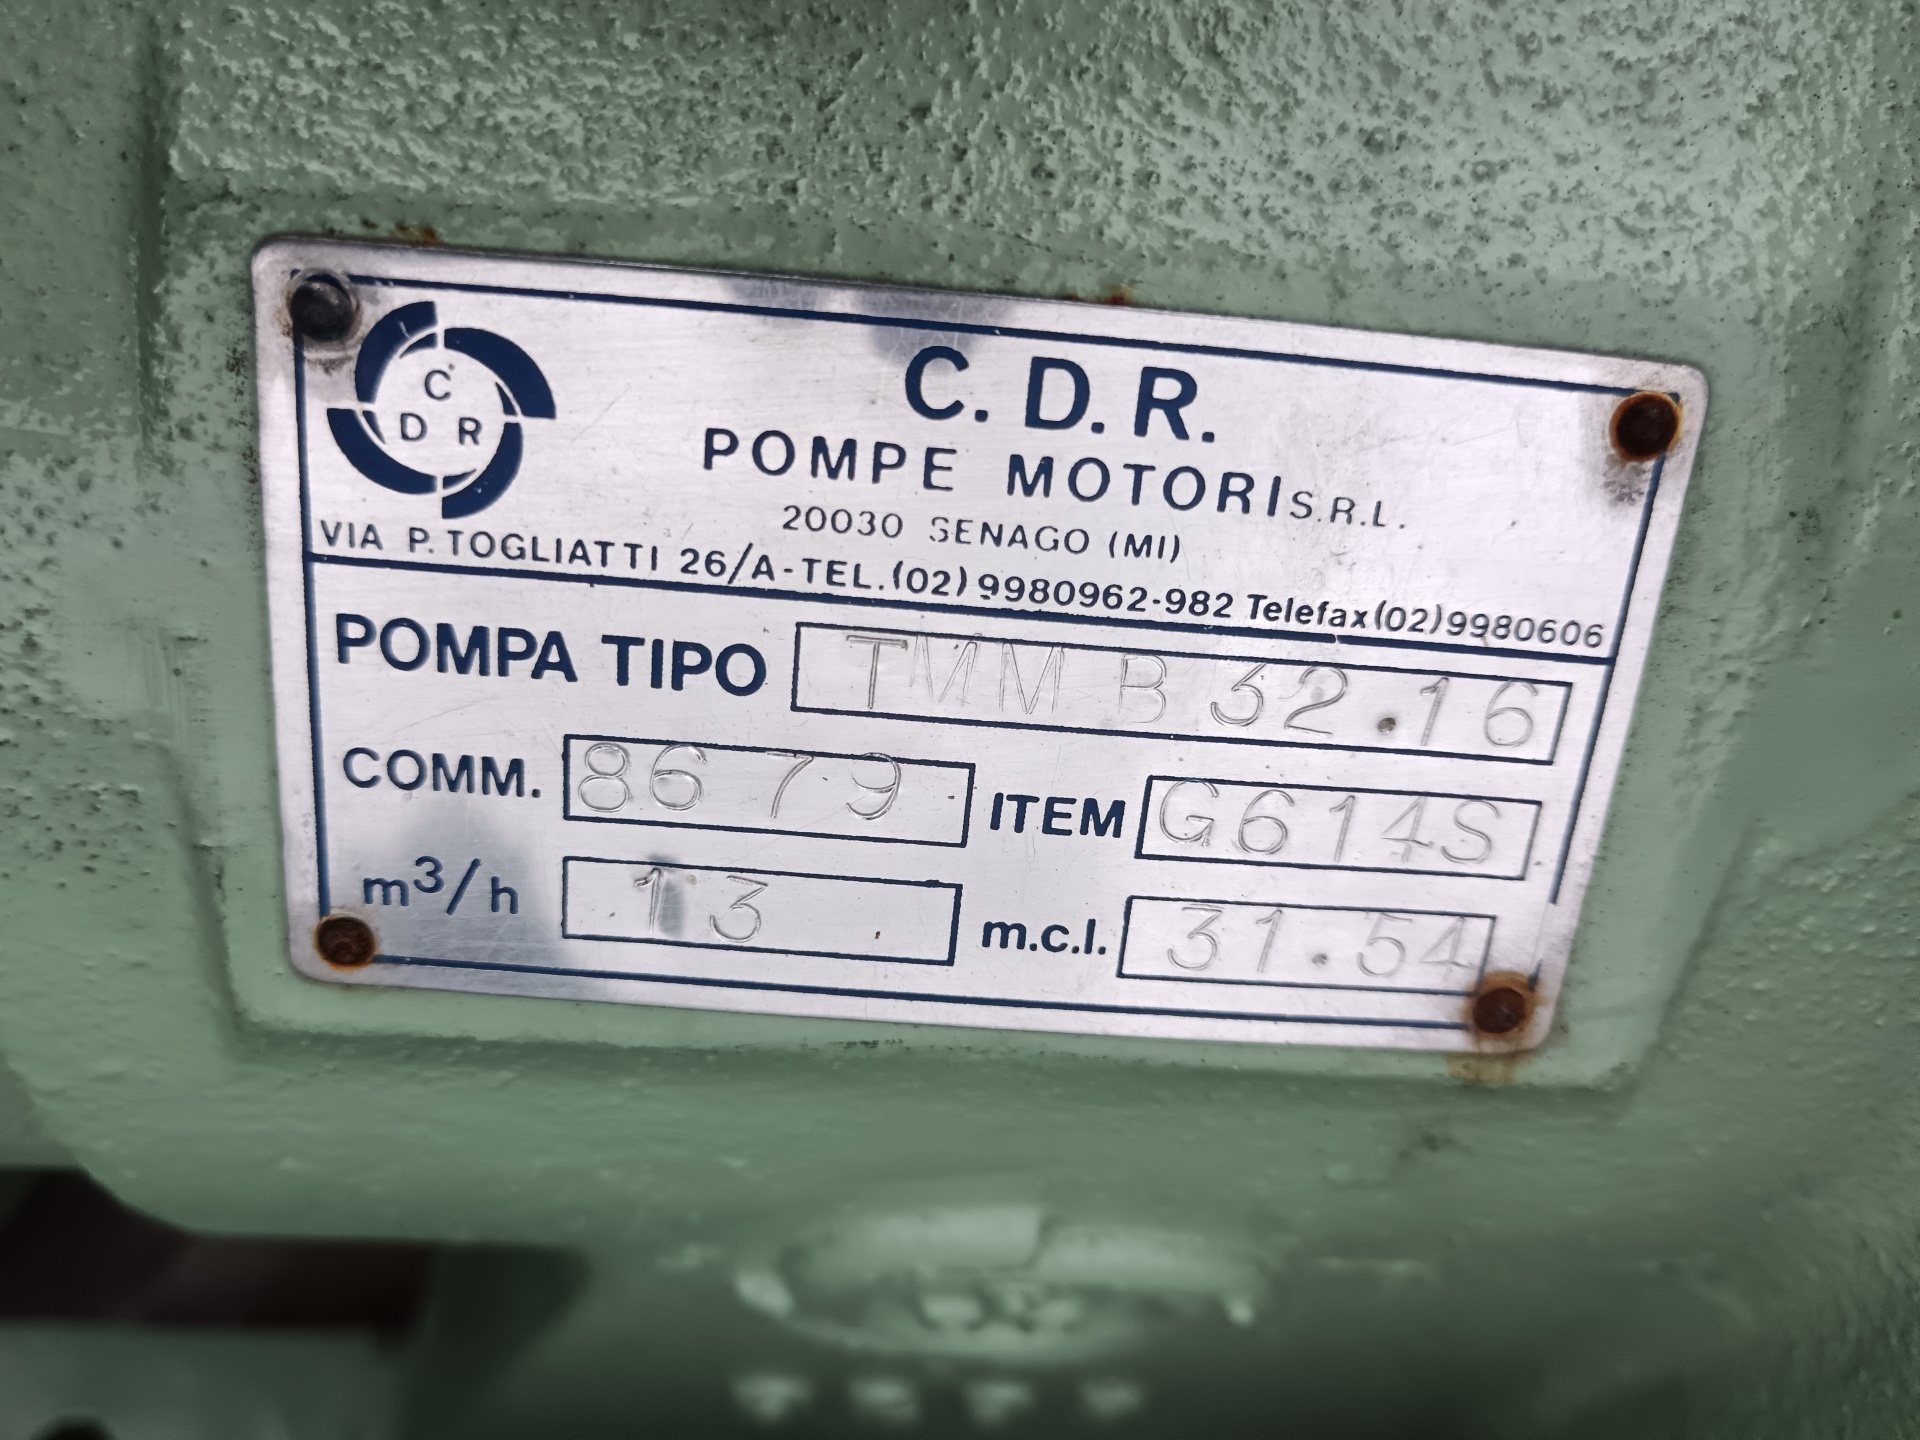 C
D R
C. D. R.
POMPE MOTORI S.R.L.
20030 SENAGO (MI)
VIA P. TOGLIATTI 26/A-TEL. (02) 9980962-982 Telefax (02) 9980606
POMPA TIPO TMM B 32.16
COMM. 8679 ITEM G614S
m³/h 13 m.c.l. 31.54